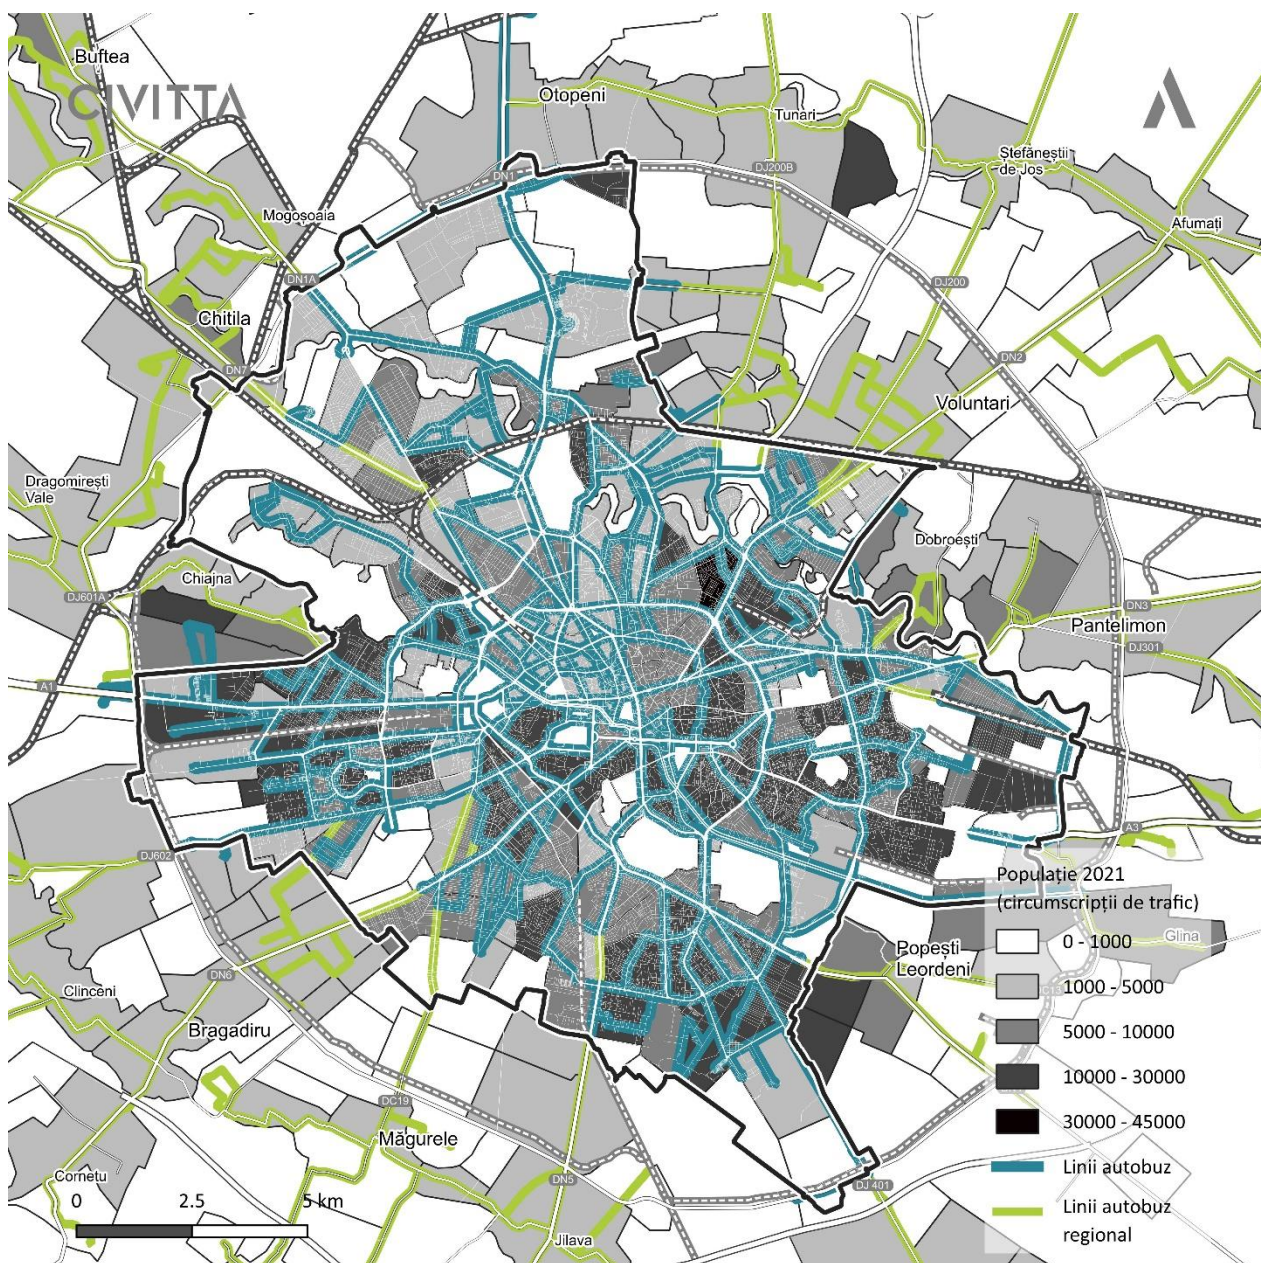 Buftea
CIVITTA
Otopeni
Tunari
Ștefăneștii
de Jos
DN1
DJ200B
Mogoșoaia
Afumați
DN1A
DJ200
Chitila
DN7
DN2
Voluntari
Dragomirești
Vale
Dobroești
Chiajna
DJ601A
DN3
Pantelimon
DJ301
A1
A3
DJ602
Populație 2021
(circumscripții de trafic)
Glina
0 - 1000
Popești
Leordeni
DN6
Clinceni
1000 - 5000
Bragadiru
5000 - 10000
10000 - 30000
DC19
Măgurele
30000 - 45000
Linii autobuz
Cornetu
DN5
DJ 401
0
2.5
5 km
Linii autobuz
regional
Jilava